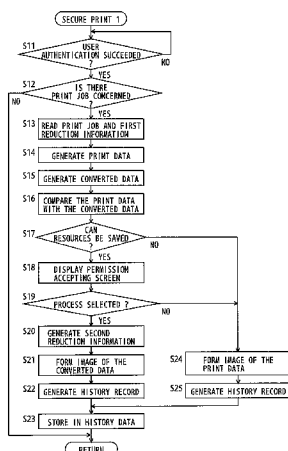 SECURE PRINT 1
S11
USER
AUTHENTICATION SUCCEEDED
?
NO
YES
S12
IS THERE
PRINT JOB CONCERNED
?
NO
YES
S13
READ PRINT JOB AND FIRST
REDUCTION INFORMATION
S14
GENERATE PRINT DATA
S15
GENERATE CONVERTED DATA
S16
COMPARE THE PRINT DATA
WITH THE CONVERTED DATA
S17
CAN
RESOURCES BE SAVED
?
NO
YES
S18
DISPLAY PERMISSION
ACCEPTING SCREEN
S19
PROCESS SELECTED ?
NO
YES
S20
GENERATE SECOND
REDUCTION INFORMATION
S21
FORM IMAGE OF THE
CONVERTED DATA
S24
FORM IMAGE OF THE
PRINT DATA
S22
GENERATE HISTORY RECORD
S25
GENERATE HISTORY RECORD
S23
STORE IN HISTORY DATA
RETURN